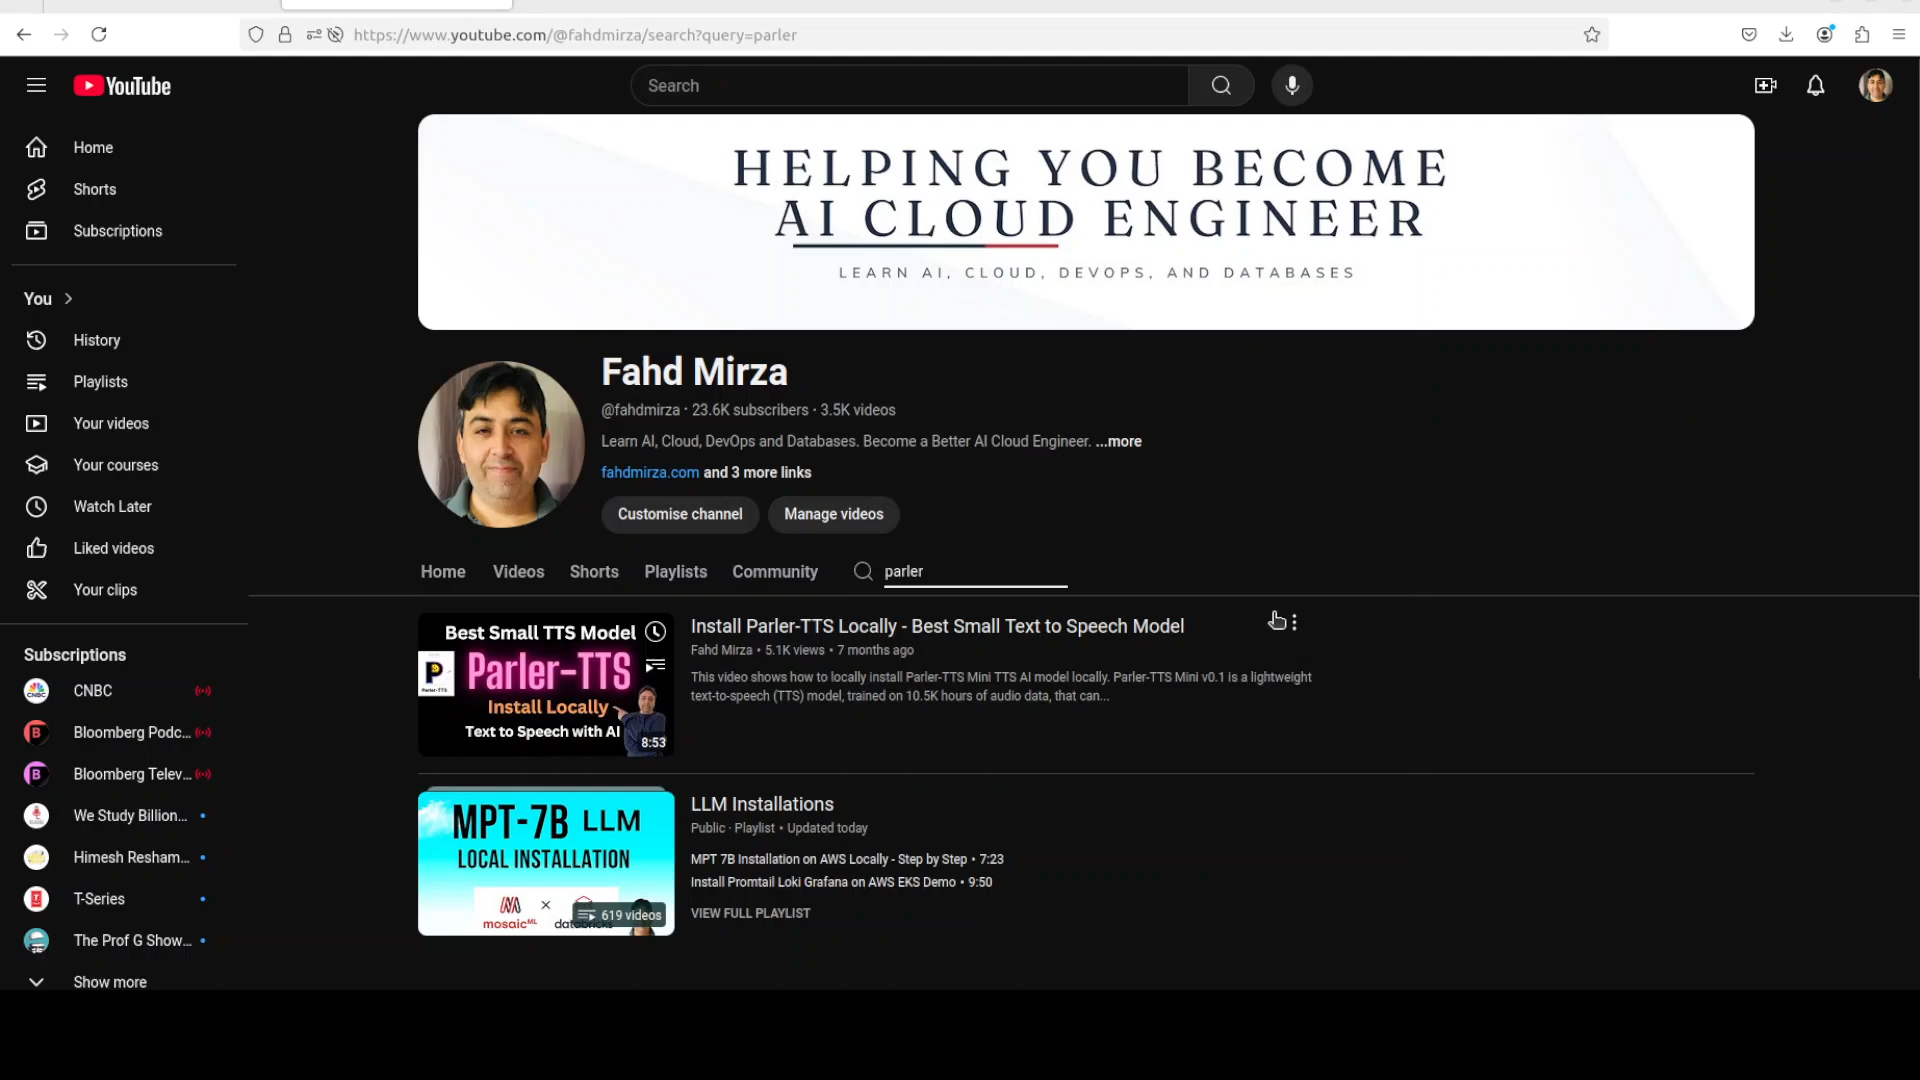 https://www.youtube.com/@fahdmirza/search?query=parler
YouTube
Search
Home
Shorts
Subscriptions
You
History
Playlists
Your videos
Your courses
Watch Later
Liked videos
Your clips
Subscriptions
CNBC
Bloomberg Podc...
Bloomberg Telev...
We Study Billion...
Himesh Resham...
T-Series
The Prof G Show...
Show more
HELPING YOU BECOME
AI CLOUD ENGINEER
LEARN AI, CLOUD, DEVOPS, AND DATABASES
Fahd Mirza
@fahdmirza · 23.6K subscribers · 3.5K videos
Learn AI, Cloud, DevOps and Databases. Become a Better AI Cloud Engineer. ...more
fahdmirza.com and 3 more links
Customise channel Manage videos
Home Videos Shorts Playlists Community parler
Best Small TTS Model
Parler-TTS
Parler-TTS
Install Locally
Text to Speech with AI
8:53
Install Parler-TTS Locally - Best Small Text to Speech Model
Fahd Mirza • 5.1K views • 7 months ago
This video shows how to locally install Parler-TTS Mini TTS AI model locally. Parler-TTS Mini v0.1 is a lightweight
text-to-speech (TTS) model, trained on 10.5K hours of audio data, that can...
MPT-7B LLM
LOCAL INSTALLATION
mosaicML × databricks
619 videos
LLM Installations
Public · Playlist • Updated today
MPT 7B Installation on AWS Locally - Step by Step • 7:23
Install Promtail Loki Grafana on AWS EKS Demo • 9:50
VIEW FULL PLAYLIST